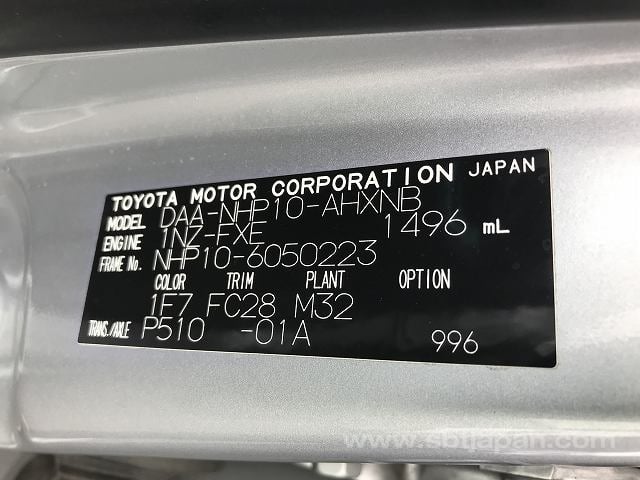 TOYOTA MOTOR CORPORATION JAPAN
MODEL DAA-NHP10-AHXNB
ENGINE 1NZ-FXE 1496 mL
FRAME No. NHP10-6050223
COLOR TRIM PLANT OPTION
1F7 FC28 M32
TRANS./AXLE P510 -01A 996
www.sbtjapan.com